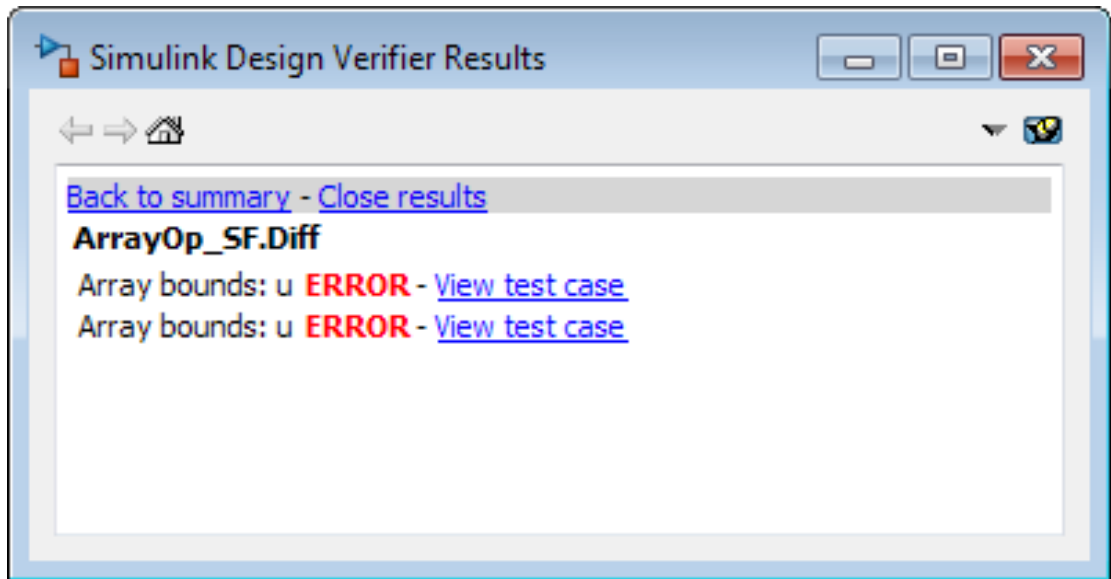 Simulink Design Verifier Results
Back to summary - Close results
ArrayOp_SF.Diff
Array bounds: u ERROR - View test case
Array bounds: u ERROR - View test case